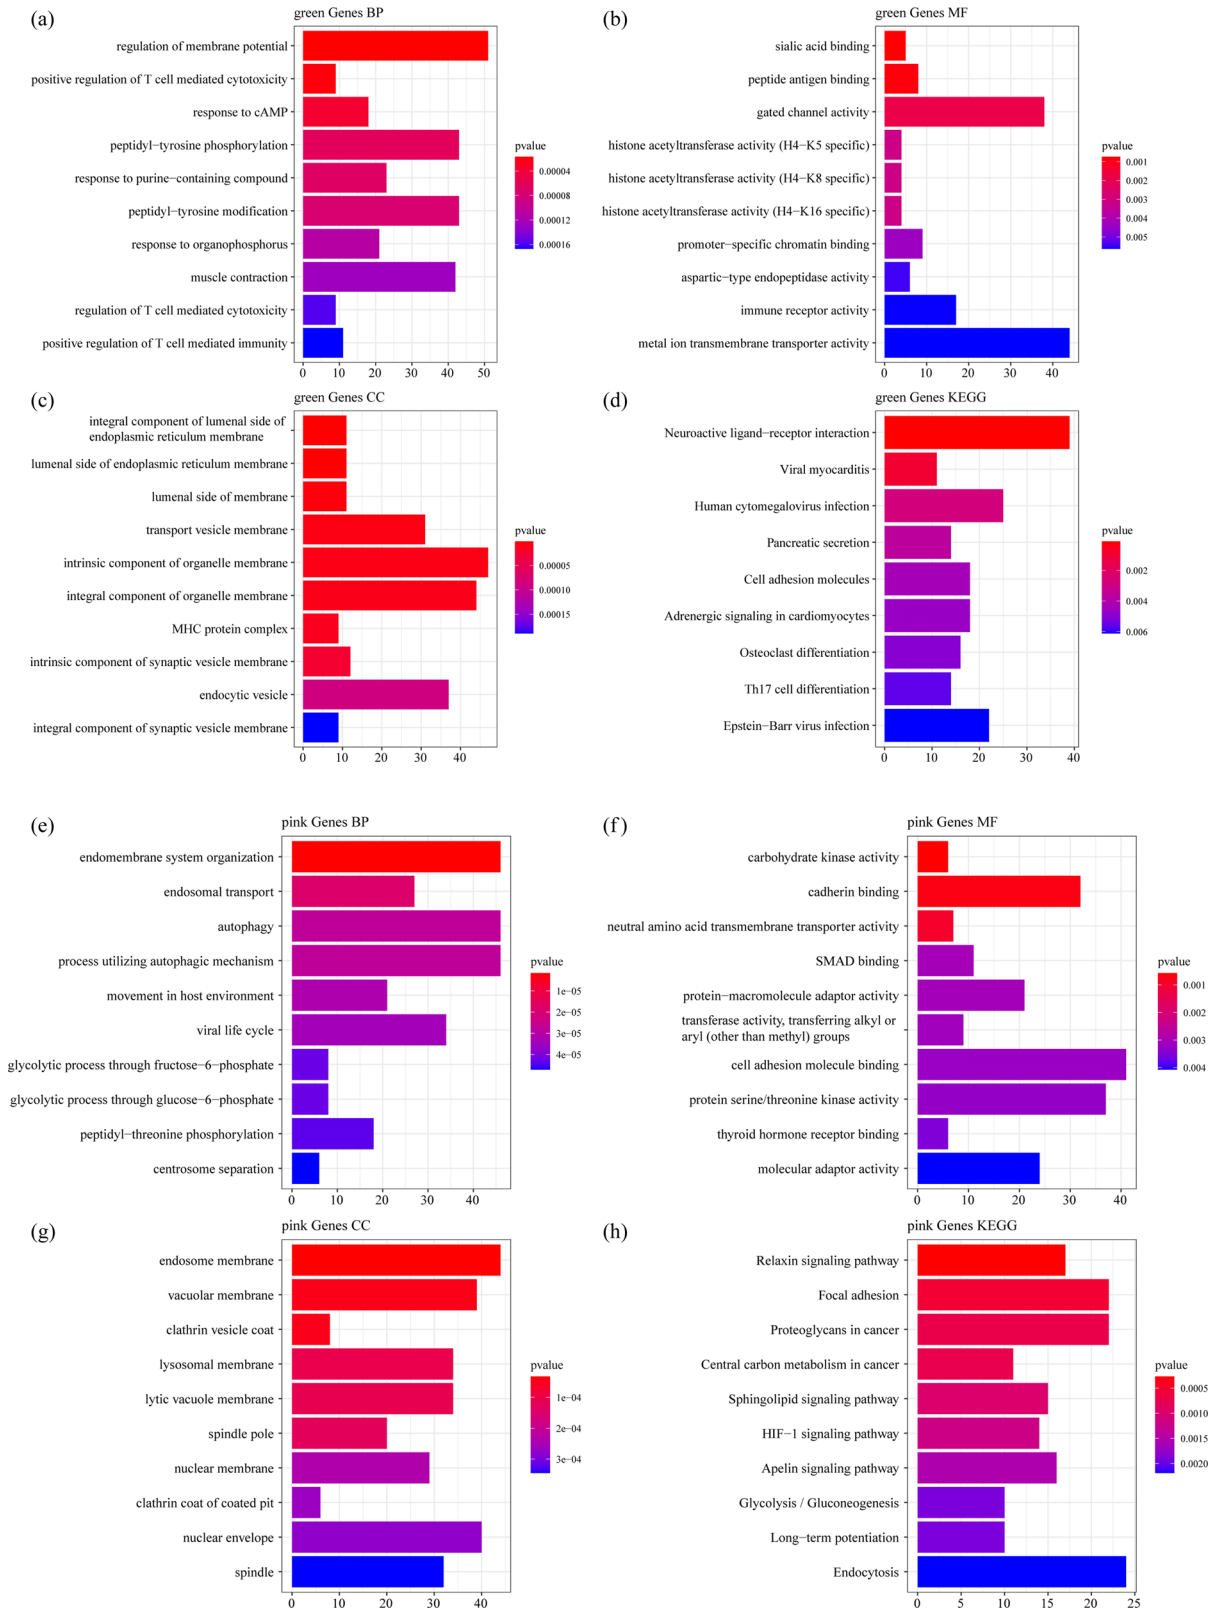 (a)
green Genes BP
regulation of membrane potential
positive regulation of T cell mediated cytotoxicity
response to cAMP
peptidyl−tyrosine phosphorylation
response to purine−containing compound
peptidyl−tyrosine modification
response to organophosphorus
muscle contraction
regulation of T cell mediated cytotoxicity
positive regulation of T cell mediated immunity
0 10 20 30 40 50
pvalue
0.00004
0.00008
0.00012
0.00016
(b)
green Genes MF
sialic acid binding
peptide antigen binding
gated channel activity
histone acetyltransferase activity (H4−K5 specific)
histone acetyltransferase activity (H4−K8 specific)
histone acetyltransferase activity (H4−K16 specific)
promoter−specific chromatin binding
aspartic−type endopeptidase activity
immune receptor activity
metal ion transmembrane transporter activity
0 10 20 30 40
pvalue
0.001
0.002
0.003
0.004
0.005
(c)
green Genes CC
integral component of lumenal side of
endoplasmic reticulum membrane
lumenal side of endoplasmic reticulum membrane
lumenal side of membrane
transport vesicle membrane
intrinsic component of organelle membrane
integral component of organelle membrane
MHC protein complex
intrinsic component of synaptic vesicle membrane
endocytic vesicle
integral component of synaptic vesicle membrane
0 10 20 30 40
pvalue
0.00005
0.00010
0.00015
(d)
green Genes KEGG
Neuroactive ligand−receptor interaction
Viral myocarditis
Human cytomegalovirus infection
Pancreatic secretion
Cell adhesion molecules
Adrenergic signaling in cardiomyocytes
Osteoclast differentiation
Th17 cell differentiation
Epstein−Barr virus infection
0 10 20 30 40
pvalue
0.002
0.004
0.006
(e)
pink Genes BP
endomembrane system organization
endosomal transport
autophagy
process utilizing autophagic mechanism
movement in host environment
viral life cycle
glycolytic process through fructose−6−phosphate
glycolytic process through glucose−6−phosphate
peptidyl−threonine phosphorylation
centrosome separation
0 10 20 30 40
pvalue
1e−05
2e−05
3e−05
4e−05
(f)
pink Genes MF
carbohydrate kinase activity
cadherin binding
neutral amino acid transmembrane transporter activity
SMAD binding
protein−macromolecule adaptor activity
transferase activity, transferring alkyl or
aryl (other than methyl) groups
cell adhesion molecule binding
protein serine/threonine kinase activity
thyroid hormone receptor binding
molecular adaptor activity
0 10 20 30 40
pvalue
0.001
0.002
0.003
0.004
(g)
pink Genes CC
endosome membrane
vacuolar membrane
clathrin vesicle coat
lysosomal membrane
lytic vacuole membrane
spindle pole
nuclear membrane
clathrin coat of coated pit
nuclear envelope
spindle
0 10 20 30 40
pvalue
1e−04
2e−04
3e−04
(h)
pink Genes KEGG
Relaxin signaling pathway
Focal adhesion
Proteoglycans in cancer
Central carbon metabolism in cancer
Sphingolipid signaling pathway
HIF−1 signaling pathway
Apelin signaling pathway
Glycolysis / Gluconeogenesis
Long−term potentiation
Endocytosis
0 5 10 15 20 25
pvalue
0.0005
0.0010
0.0015
0.0020